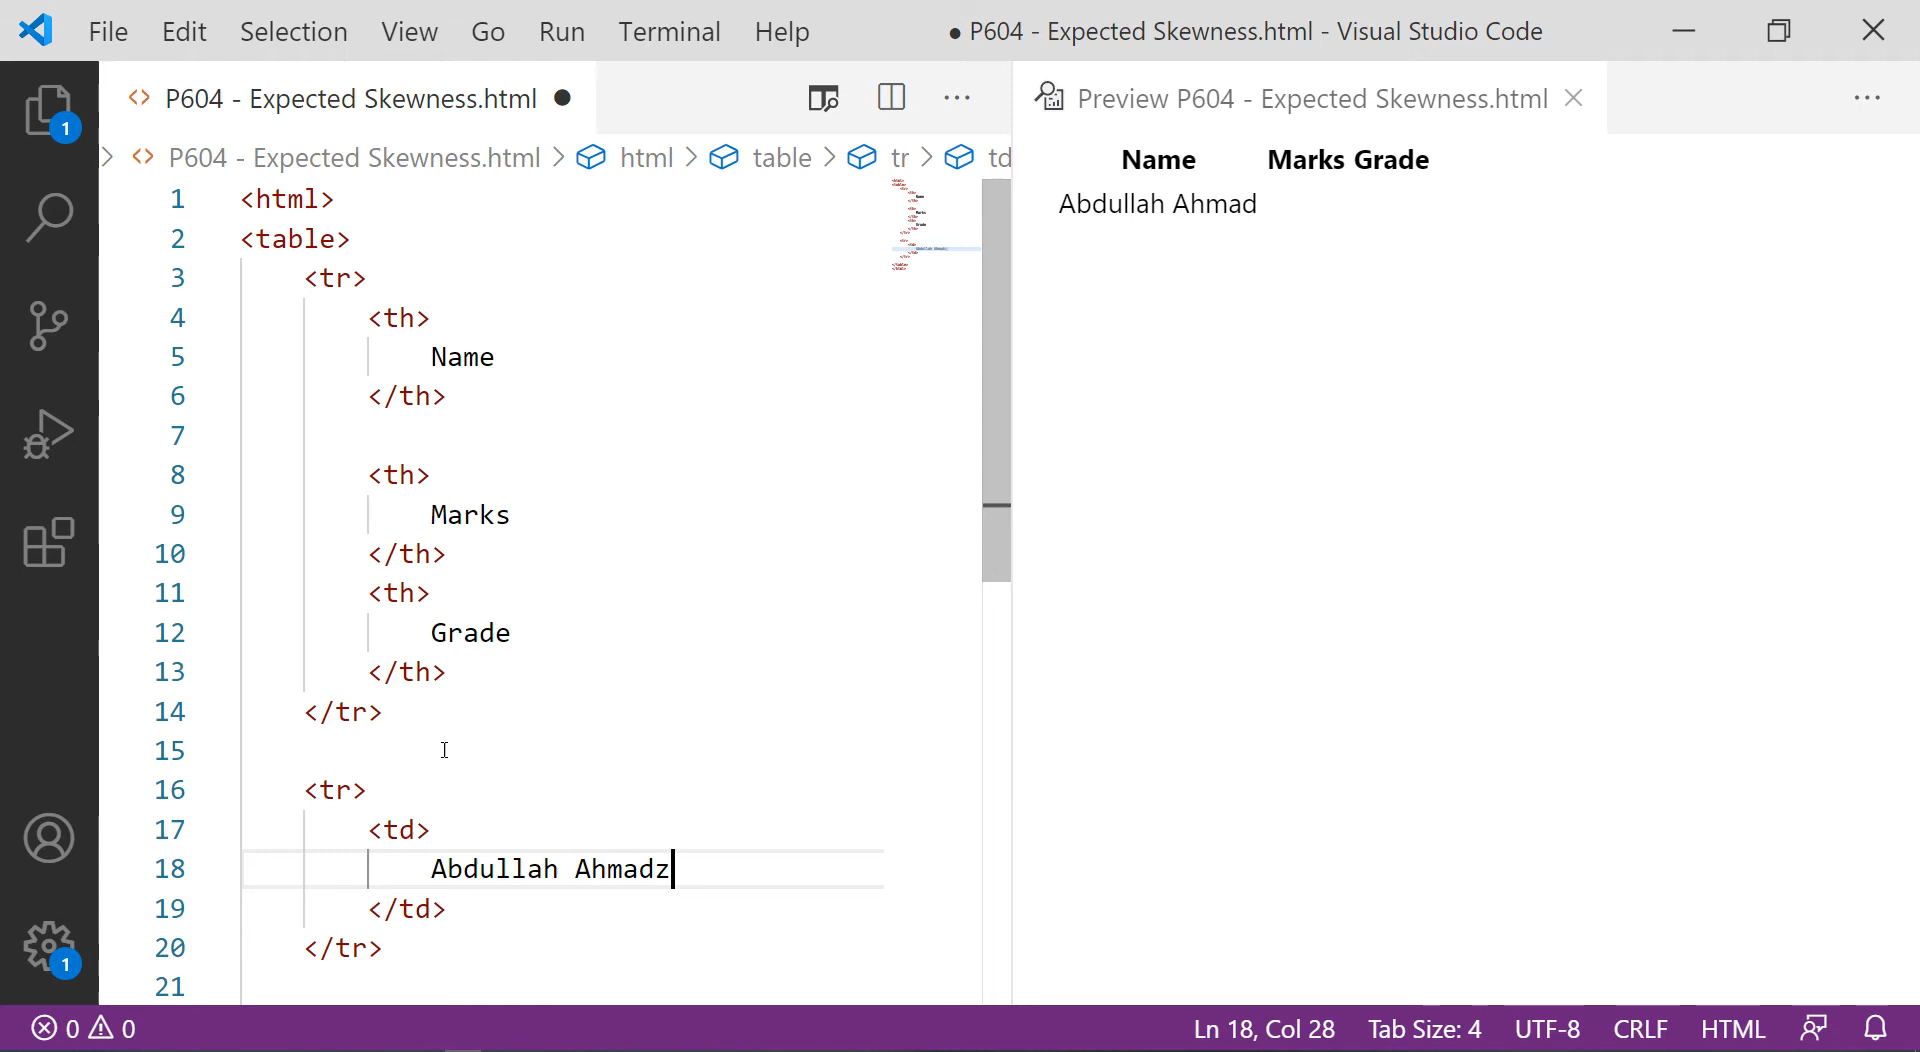 File Edit Selection View Go Run Terminal Help ● P604 - Expected Skewness.html - Visual Studio Code
<> P604 - Expected Skewness.html ●
Preview P604 - Expected Skewness.html
> <> P604 - Expected Skewness.html > html > table > tr > td
1 <html>
2 <table>
3 <tr>
4 <th>
5 Name
6 </th>
7
8 <th>
9 Marks
10 </th>
11 <th>
12 Grade
13 </th>
14 </tr>
15
16 <tr>
17 <td>
18 Abdullah Ahmadz
19 </td>
20 </tr>
21
Name Marks Grade
Abdullah Ahmad
1
1
0 0 Ln 18, Col 28 Tab Size: 4 UTF-8 CRLF HTML